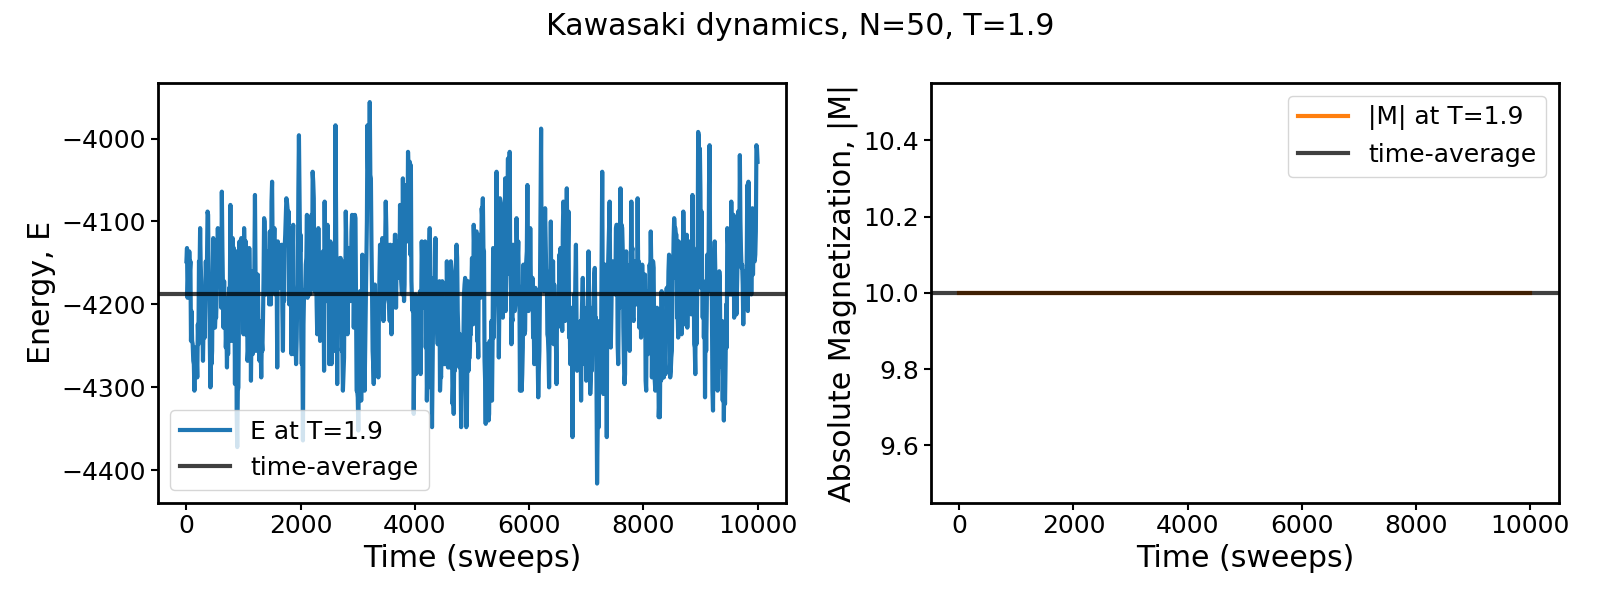 Kawasaki dynamics, N=50, T=1.9
Energy, E
−4000
−4100
−4200
−4300
−4400
E at T=1.9
time-average
0 2000 4000 6000 8000 10000
Time (sweeps)
Absolute Magnetization, |M|
10.4
10.2
10.0
9.8
9.6
|M| at T=1.9
time-average
0 2000 4000 6000 8000 10000
Time (sweeps)